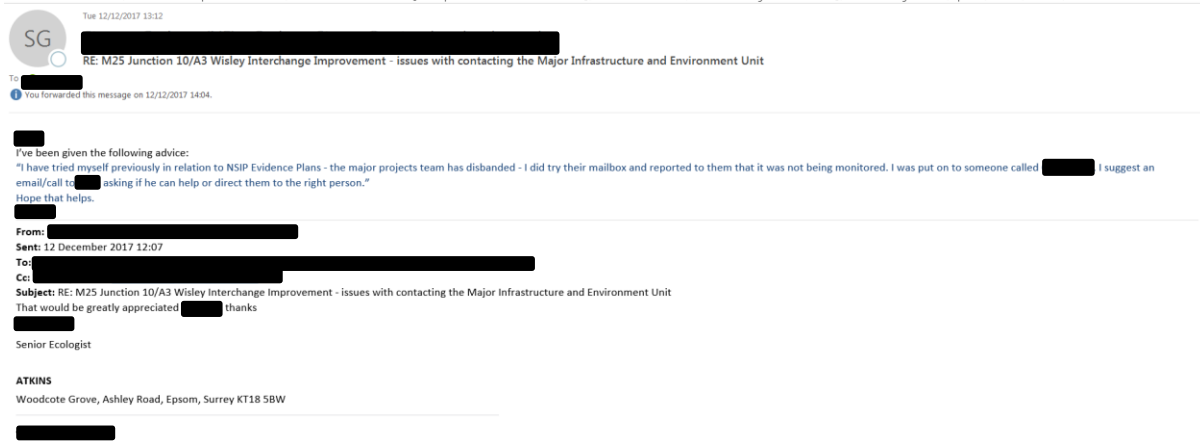 Tue 12/12/2017 13:12
SG
RE: M25 Junction 10/A3 Wisley Interchange Improvement - issues with contacting the Major Infrastructure and Environment Unit
To
You forwarded this message on 12/12/2017 14:04.
I've been given the following advice:
"I have tried myself previously in relation to NSIP Evidence Plans - the major projects team has disbanded - I did try their mailbox and reported to them that it was not being monitored. I was put on to someone called I suggest an
email/call to asking if he can help or direct them to the right person."
Hope that helps.
From:
Sent: 12 December 2017 12:07
To:
Cc:
Subject: RE: M25 Junction 10/A3 Wisley Interchange Improvement - issues with contacting the Major Infrastructure and Environment Unit
That would be greatly appreciated thanks
Senior Ecologist
ATKINS
Woodcote Grove, Ashley Road, Epsom, Surrey KT18 5BW